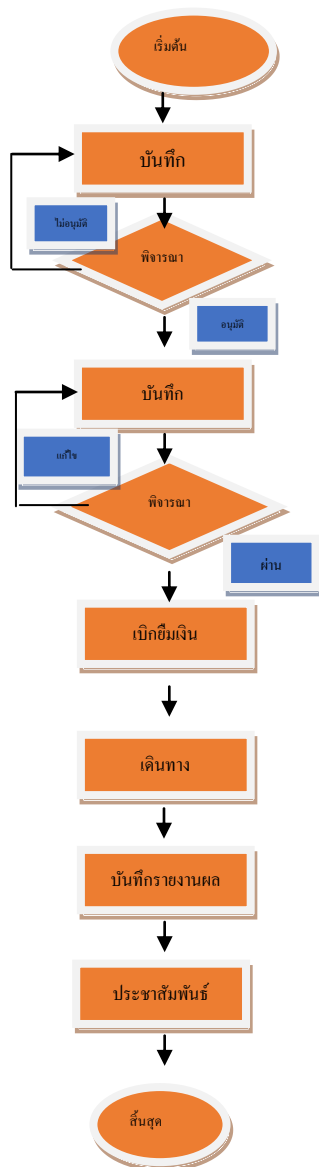 เริ่มต้น
บันทึก
ไม่อนุมัติ
พิจารณา
อนุมัติ
บันทึก
แก้ไข
พิจารณา
ผ่าน
เบิกยืมเงิน
เดินทาง
บันทึกรายงานผล
ประชาสัมพันธ์
สิ้นสุด